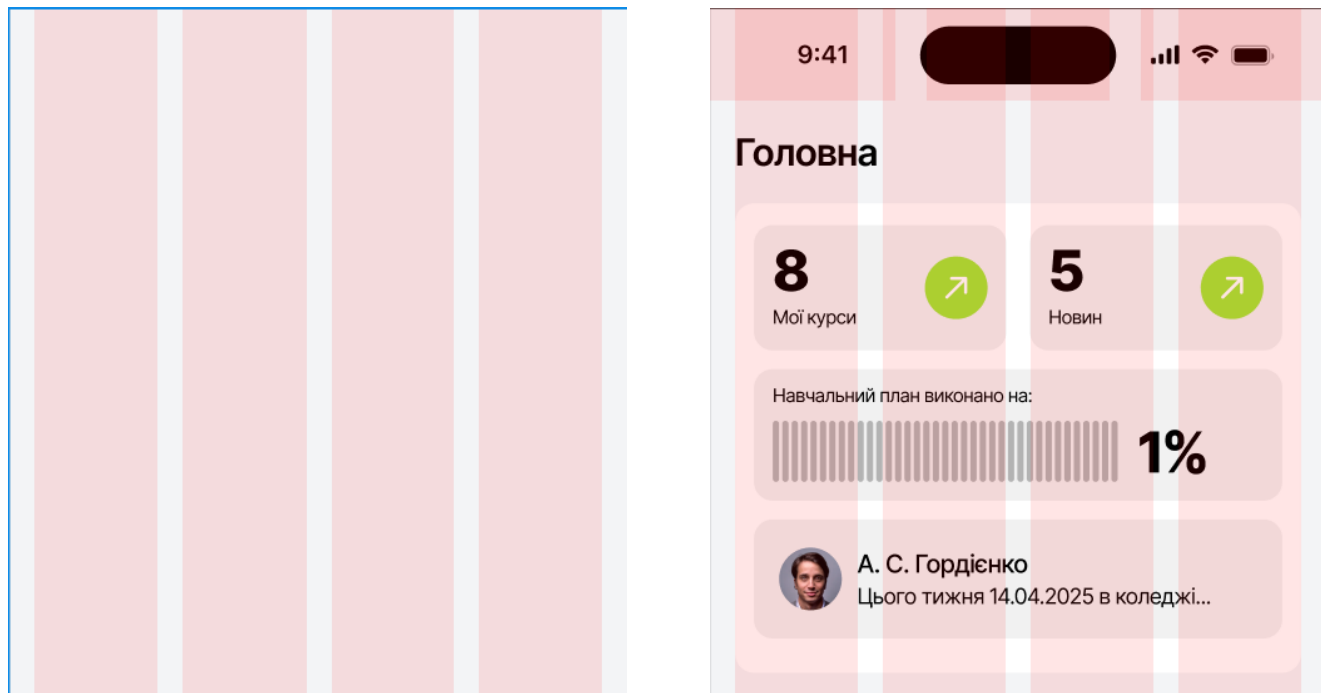 9:41
Головна
8
Мої курси
5
Новин
Навчальний план виконано на:
1%
А. С. Гордієнко
Цього тижня 14.04.2025 в коледжі...